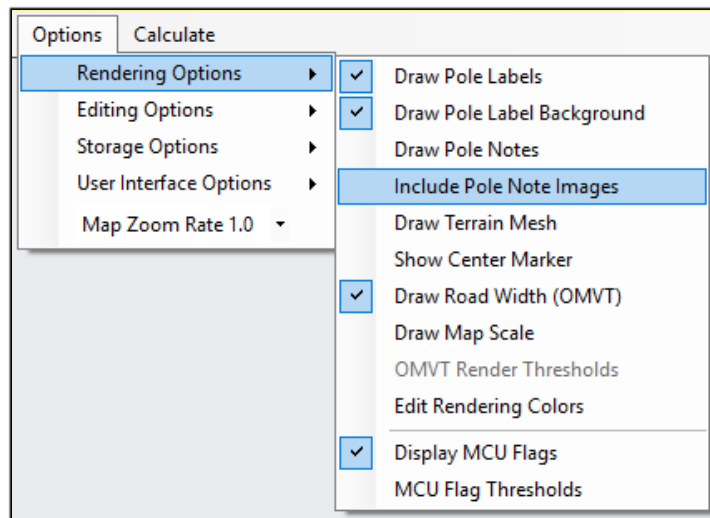 Options Calculate
Rendering Options
Editing Options
Storage Options
User Interface Options
Map Zoom Rate 1.0
Draw Pole Labels
Draw Pole Label Background
Draw Pole Notes
Include Pole Note Images
Draw Terrain Mesh
Show Center Marker
Draw Road Width (OMVT)
Draw Map Scale
OMVT Render Thresholds
Edit Rendering Colors
Display MCU Flags
MCU Flag Thresholds